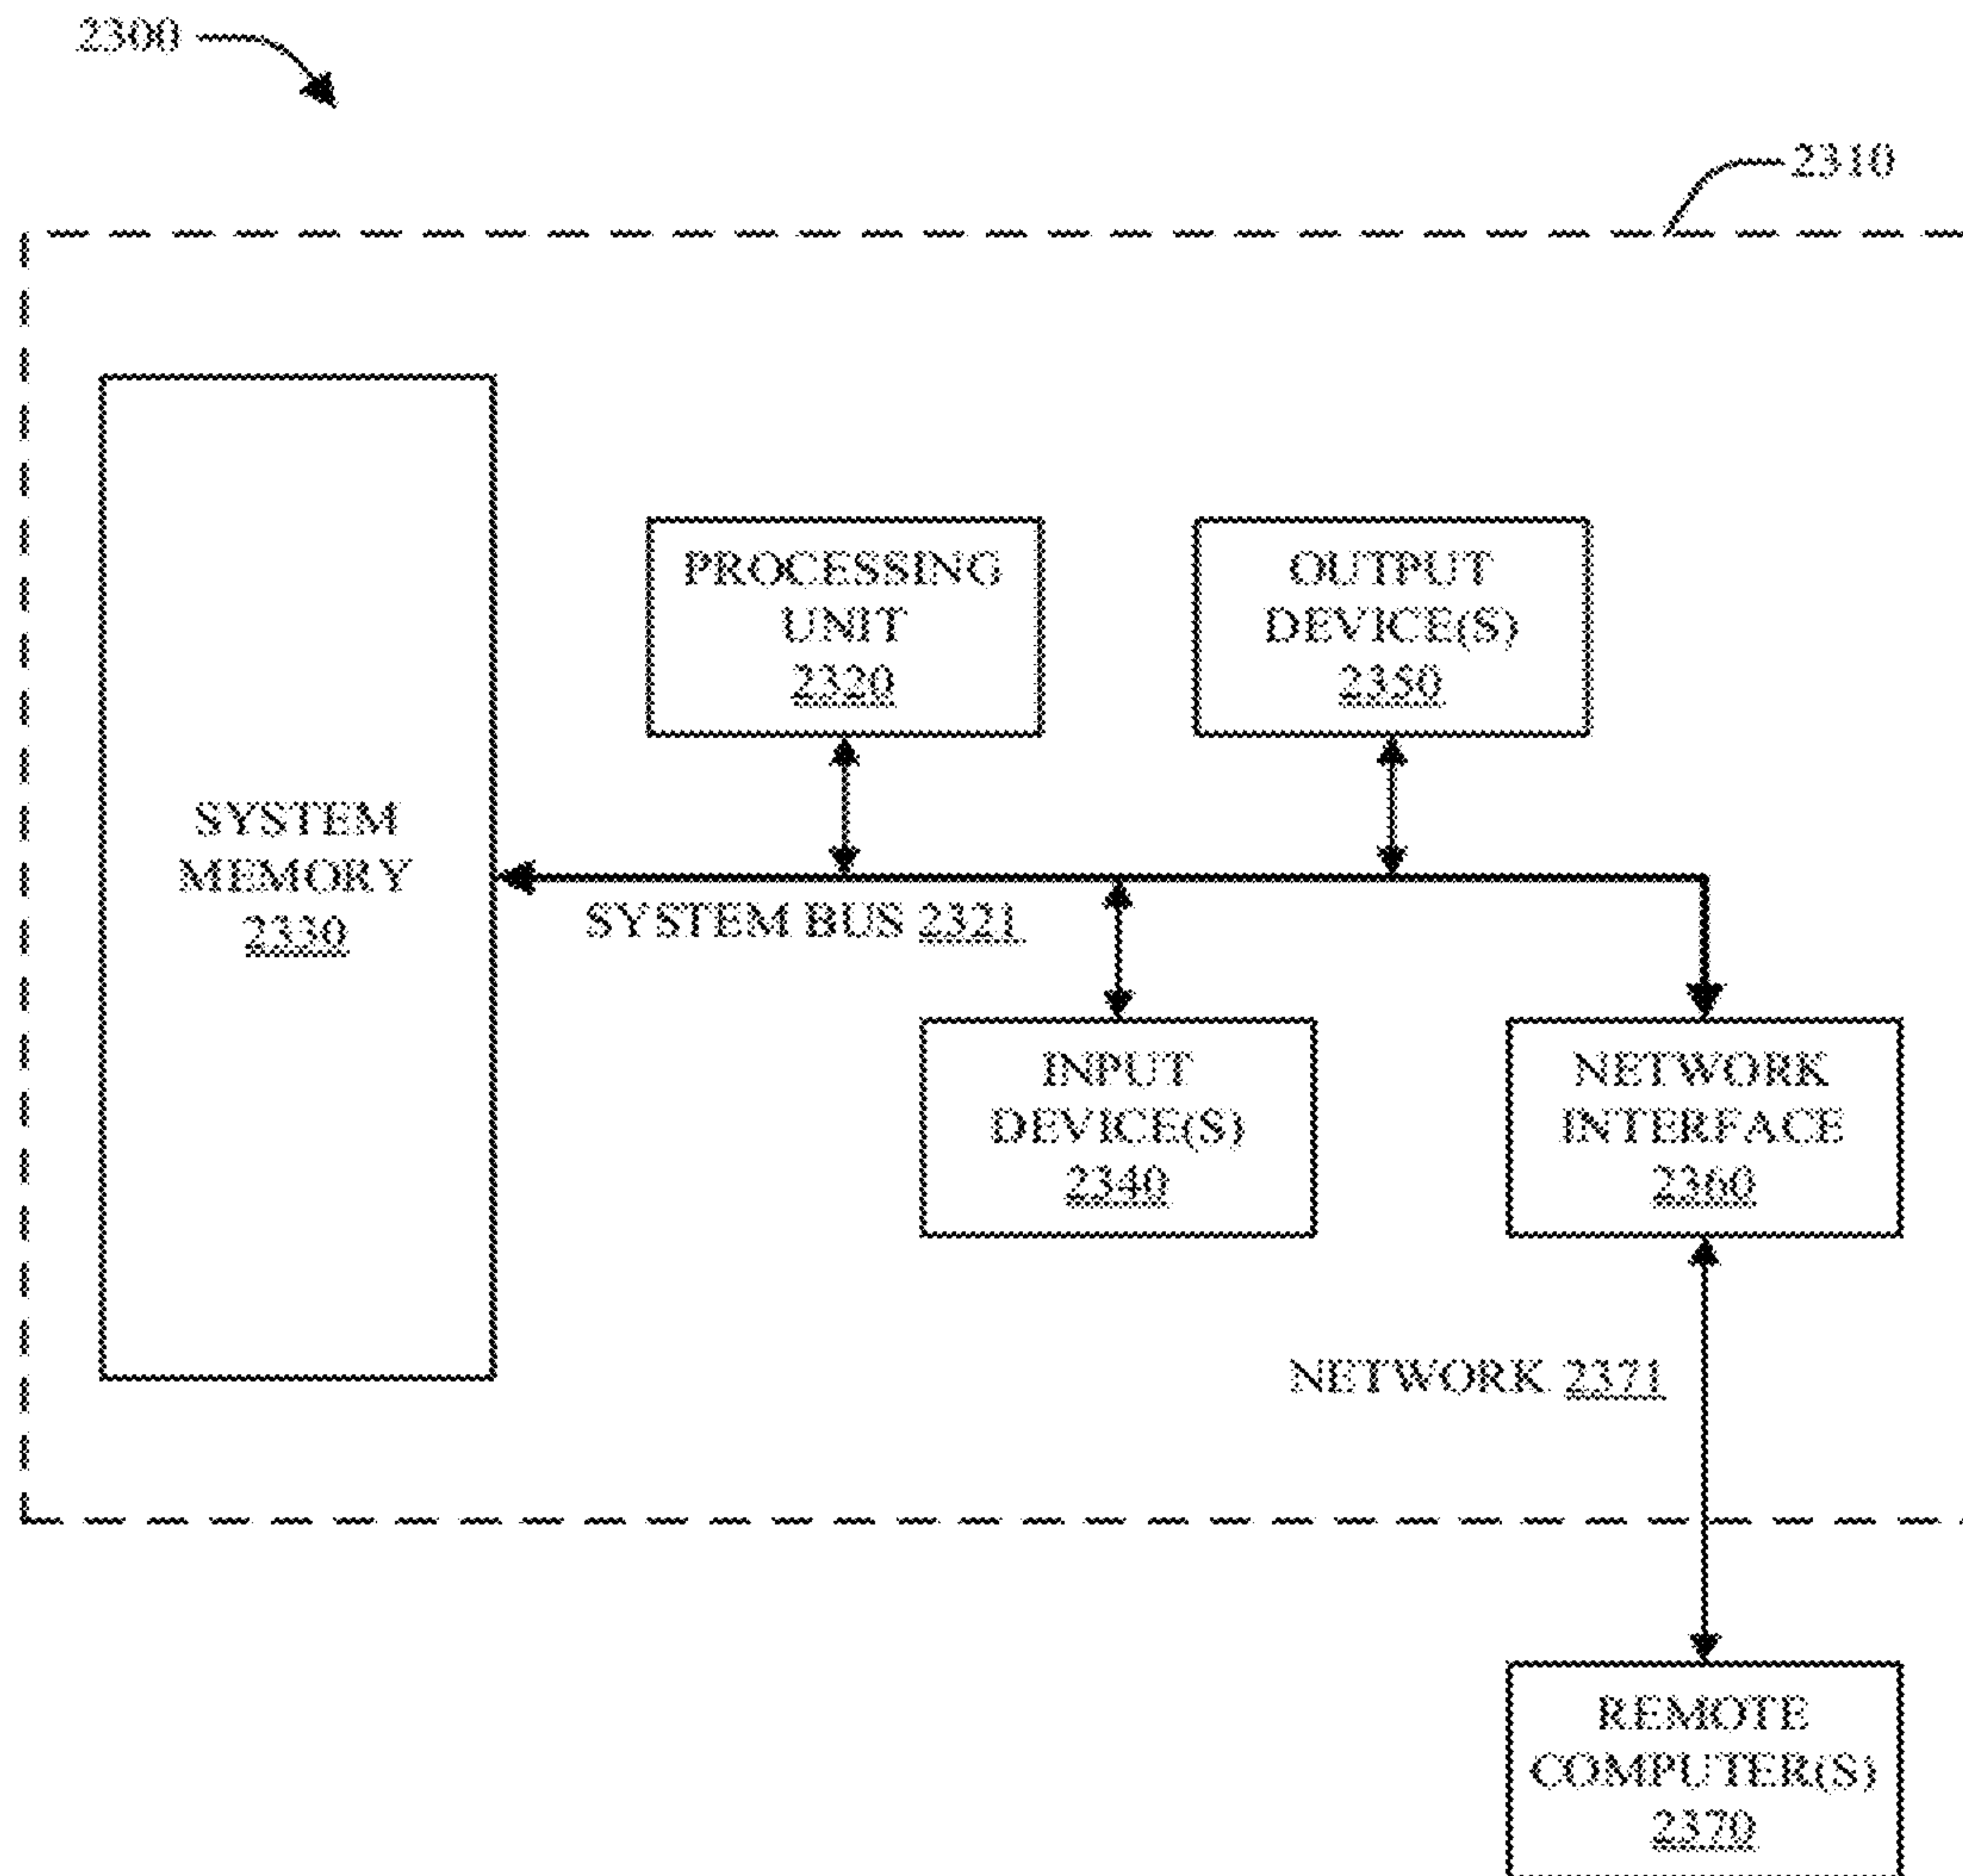 2300
2310
PROCESSING
UNIT
2320
OUTPUT
DEVICE(S)
2350
SYSTEM
MEMORY
2330
SYSTEM BUS 2321
INPUT
DEVICE(S)
2340
NETWORK
INTERFACE
2360
NETWORK 2371
REMOTE
COMPUTER(S)
2370